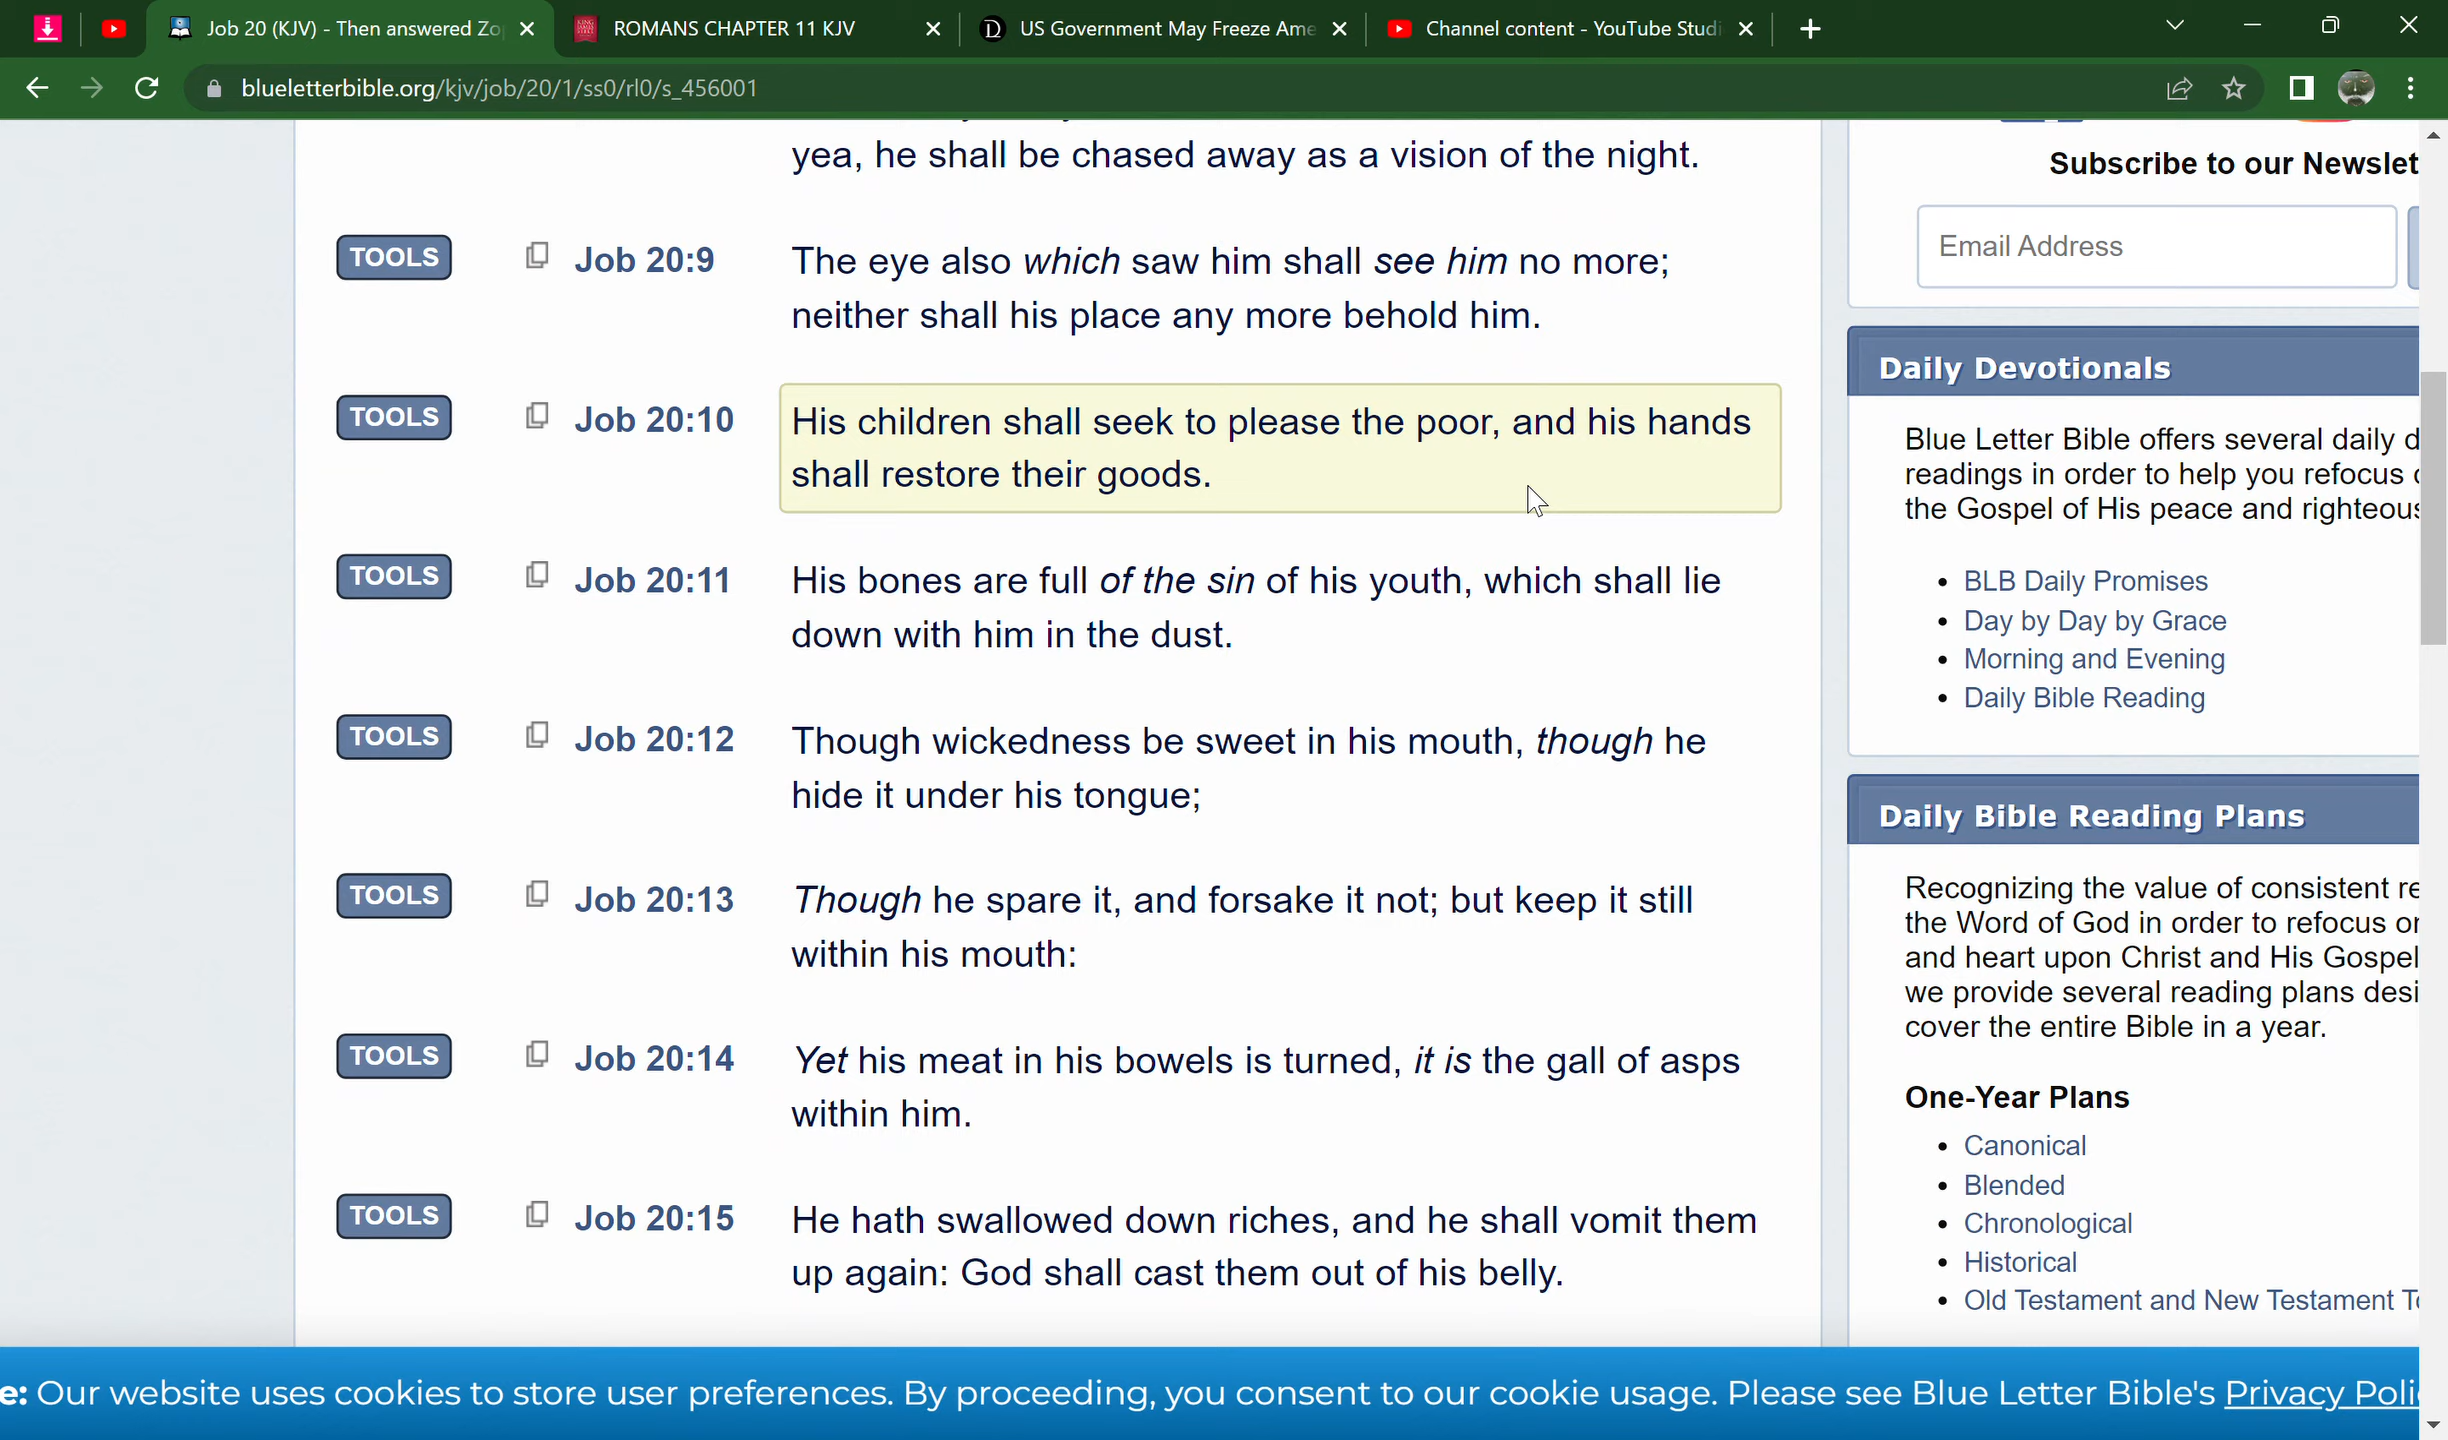 Job 20 (KJV) - Then answered Zo
ROMANS CHAPTER 11 KJV
US Government May Freeze Ame
Channel content - YouTube Studi
blueletterbible.org/kjv/job/20/1/ss0/rl0/s_456001
yea, he shall be chased away as a vision of the night.
TOOLS Job 20:9 The eye also which saw him shall see him no more;
neither shall his place any more behold him.
TOOLS Job 20:10 His children shall seek to please the poor, and his hands
shall restore their goods.
TOOLS Job 20:11 His bones are full of the sin of his youth, which shall lie
down with him in the dust.
TOOLS Job 20:12 Though wickedness be sweet in his mouth, though he
hide it under his tongue;
TOOLS Job 20:13 Though he spare it, and forsake it not; but keep it still
within his mouth:
TOOLS Job 20:14 Yet his meat in his bowels is turned, it is the gall of asps
within him.
TOOLS Job 20:15 He hath swallowed down riches, and he shall vomit them
up again: God shall cast them out of his belly.
Subscribe to our Newslet
Email Address
Daily Devotionals
Blue Letter Bible offers several daily d
readings in order to help you refocus
the Gospel of His peace and righteous
BLB Daily Promises
Day by Day by Grace
Morning and Evening
Daily Bible Reading
Daily Bible Reading Plans
Recognizing the value of consistent re
the Word of God in order to refocus or
and heart upon Christ and His Gospel
we provide several reading plans desi
cover the entire Bible in a year.
One-Year Plans
Canonical
Blended
Chronological
Historical
Old Testament and New Testament T
e: Our website uses cookies to store user preferences. By proceeding, you consent to our cookie usage. Please see Blue Letter Bible's Privacy Poli